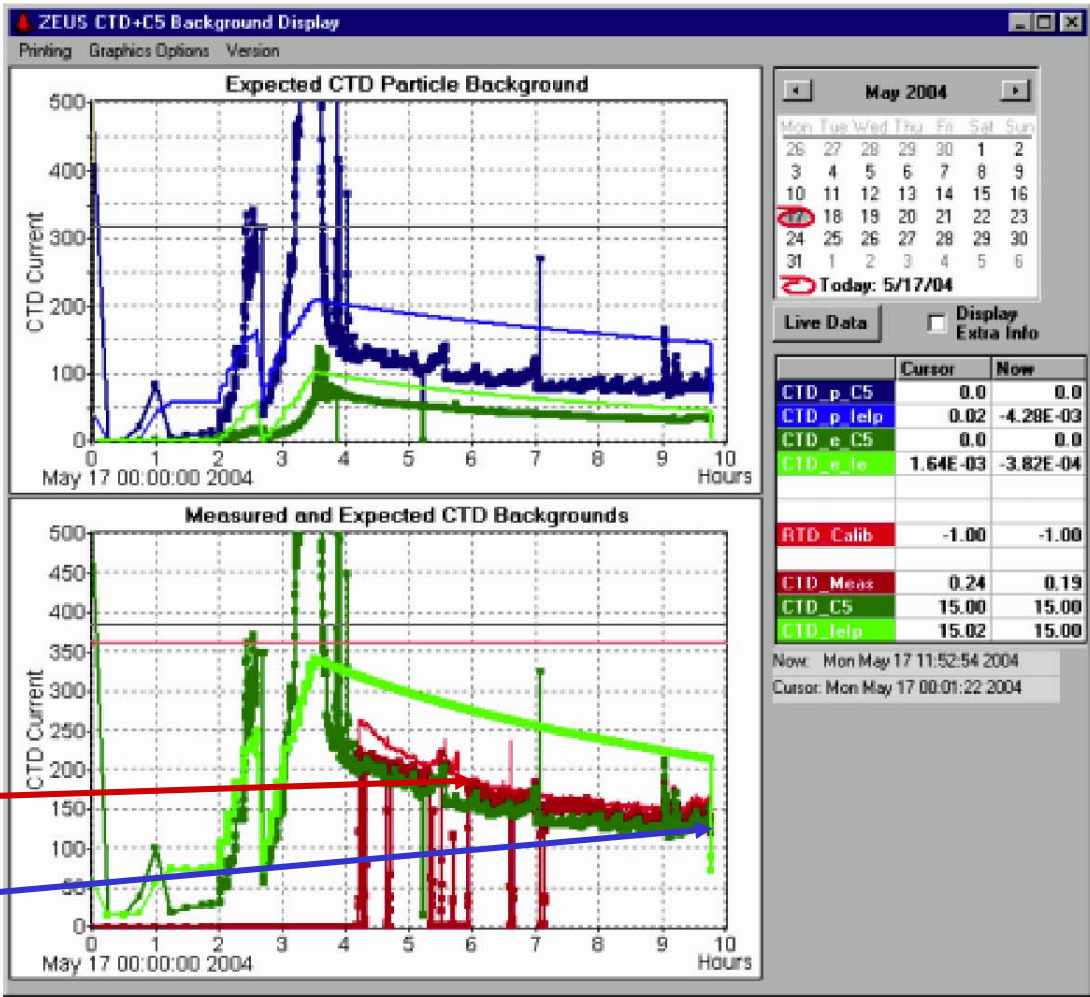 ZEUS CTD+C5 Background Display
Printing Graphics Options Version
Expected CTD Particle Background
CTD Current
500
400
300
200
100
0
0 1 2 3 4 5 6 7 8 9 10
May 17 00:00:00 2004 Hours
Measured and Expected CTD Backgrounds
CTD Current
500
450
400
350
300
250
200
150
100
50
0
0 1 2 3 4 5 6 7 8 9 10
May 17 00:00:00 2004 Hours
May 2004
Mon Tue Wed Thu Fri Sat Sun
26 27 28 29 30 1 2
3 4 5 6 7 8 9
10 11 12 13 14 15 16
17 18 19 20 21 22 23
24 25 26 27 28 29 30
31 1 2 3 4 5 6
Today: 5/17/04
Live Data
Display
Extra Info
Cursor Now
CTD_p_C5 0.0 0.0
CTD_p_IeIp 0.02 -4.28E-03
CTD_e_C5 0.0 0.0
CTD_e_Ie 1.64E-03 -3.82E-04
RTD_Calib -1.00 -1.00
CTD_Meas 0.24 0.19
CTD_C5 15.00 15.00
CTD_IeIp 15.02 15.00
Now: Mon May 17 11:52:54 2004
Cursor: Mon May 17 00:01:22 2004